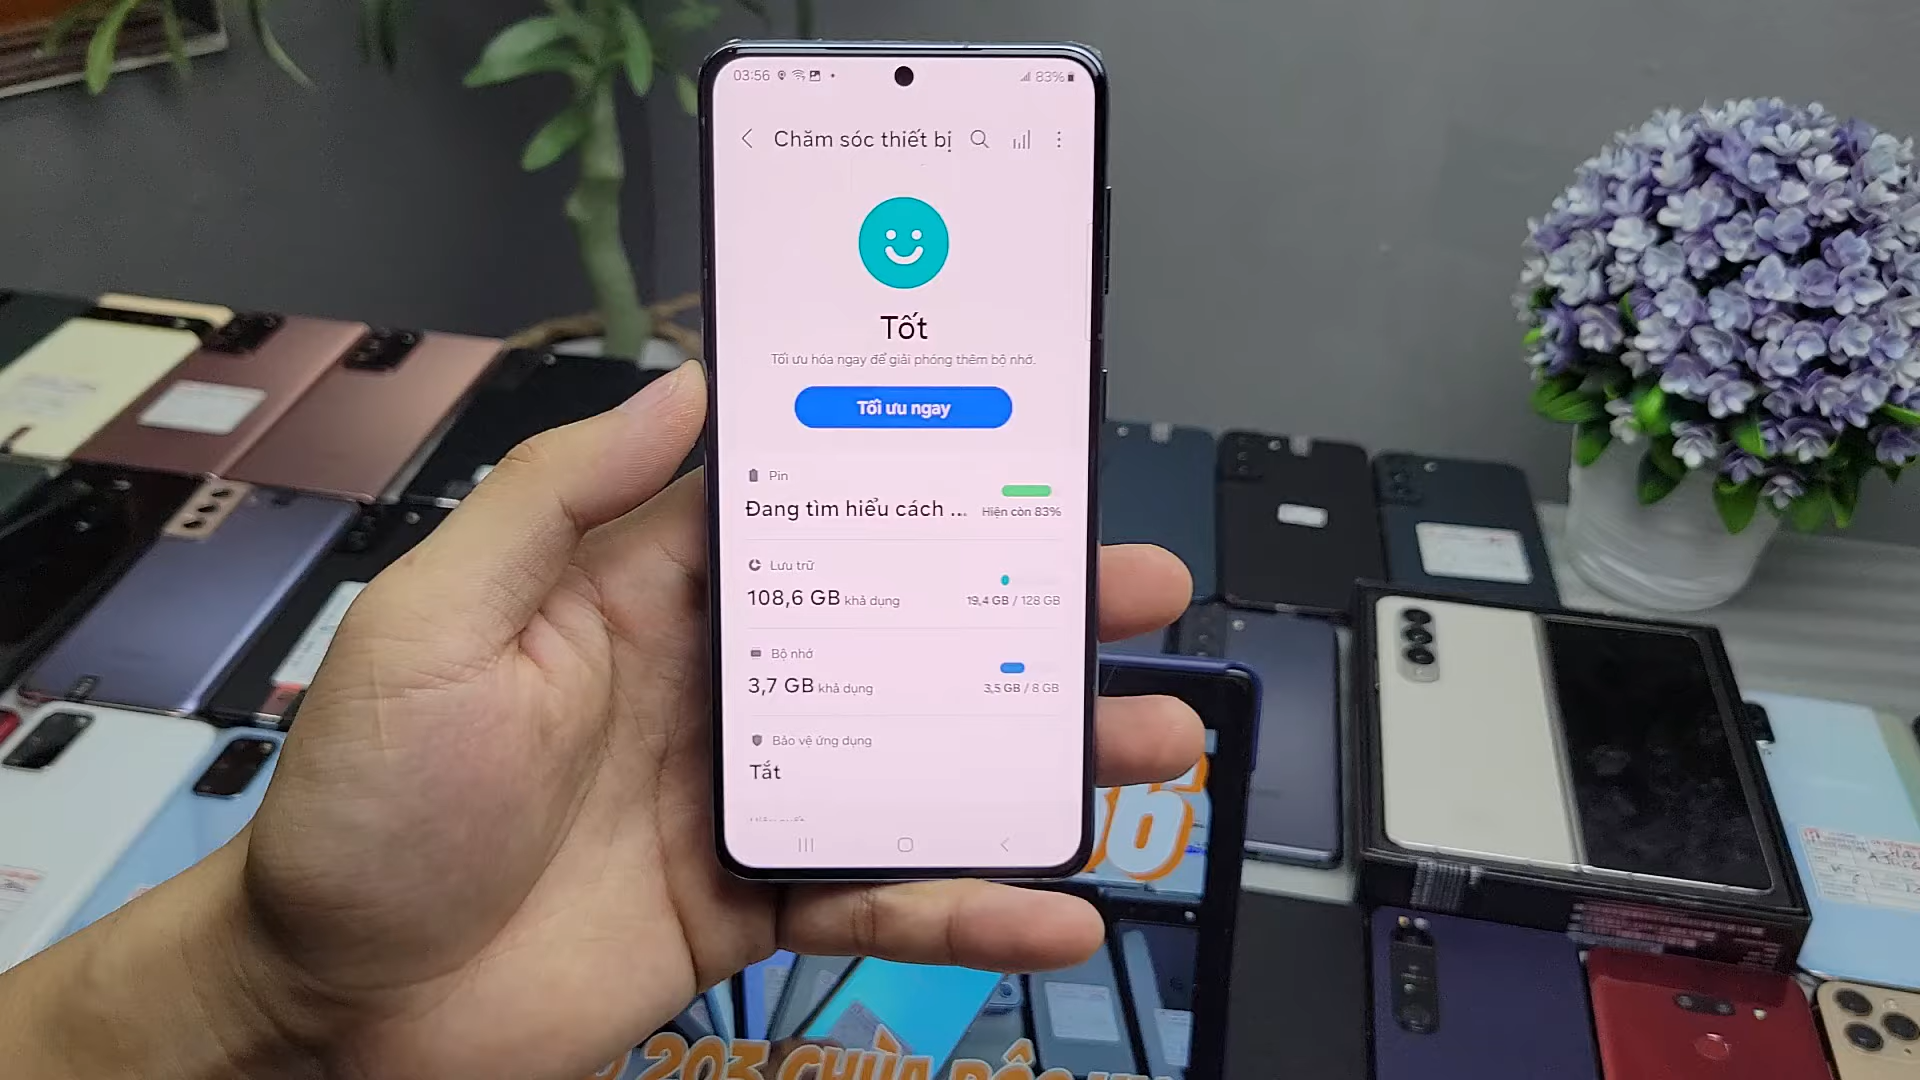 03:56
83%
Chăm sóc thiết bị
Tốt
Tối ưu hóa ngay để giải phóng thêm bộ nhớ.
Tối ưu ngay
Pin
Đang tìm hiểu cách ...
Hiện còn 83%
Lưu trữ
108,6 GB khả dụng
19,4 GB / 128 GB
Bộ nhớ
3,7 GB khả dụng
3,5 GB / 8 GB
Bảo vệ ứng dụng
Tắt
203 CHÙA BỘC